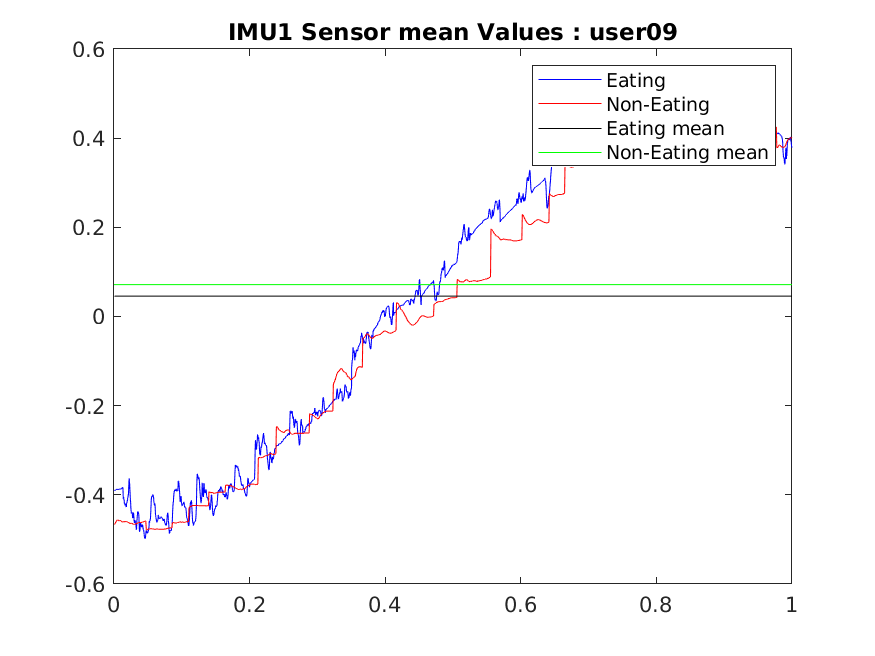 IMU1 Sensor mean Values : user09
Eating
Non-Eating
Eating mean
Non-Eating mean
0.6
0.4
0.2
0
-0.2
-0.4
-0.6
0 0.2 0.4 0.6 0.8 1